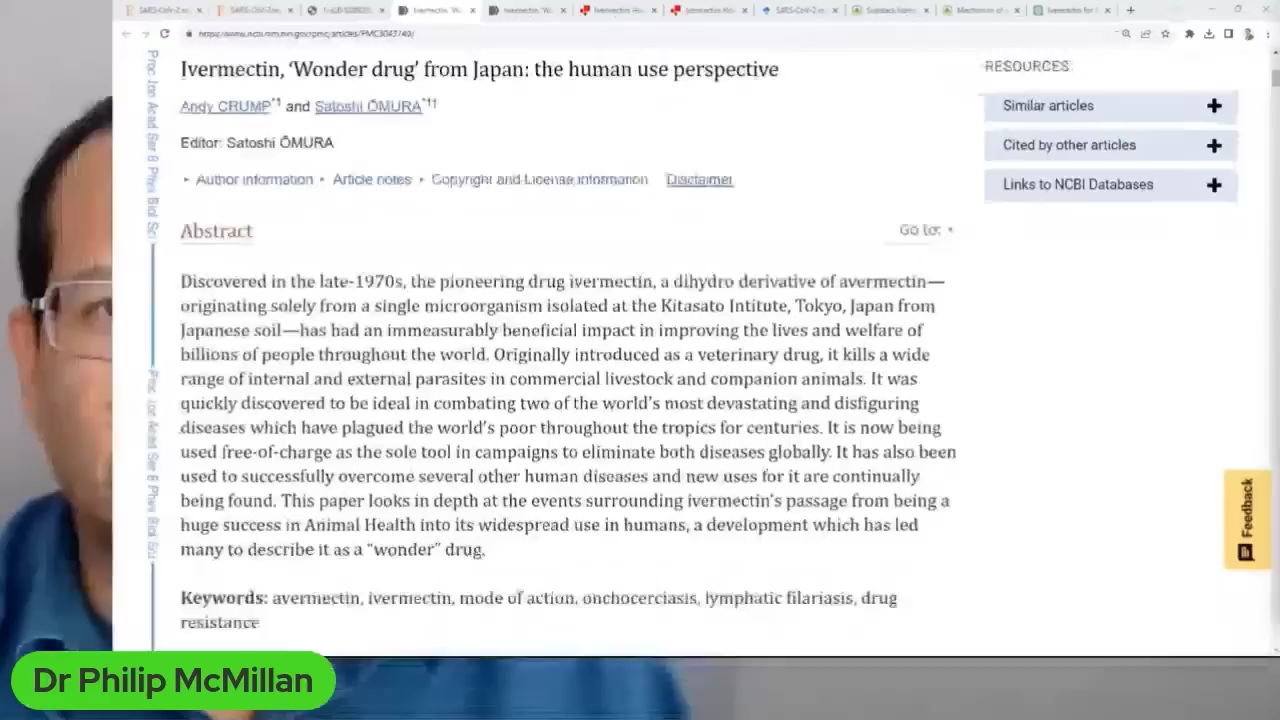 Ivermectin, 'Wonder drug' from Japan: the human use perspective
RESOURCES
Andy CRUMP*1 and Satoshi ŌMURA*1†
Similar articles
Editor: Satoshi ŌMURA
Cited by other articles
Author information Article notes Copyright and License information Disclaimer
Links to NCBI Databases
Abstract
Go to:
Discovered in the late-1970s, the pioneering drug ivermectin, a dihydro derivative of avermectin—
originating solely from a single microorganism isolated at the Kitasato Intitute, Tokyo, Japan from
Japanese soil—has had an immeasurably beneficial impact in improving the lives and welfare of
billions of people throughout the world. Originally introduced as a veterinary drug, it kills a wide
range of internal and external parasites in commercial livestock and companion animals. It was
quickly discovered to be ideal in combating two of the world's most devastating and disfiguring
diseases which have plagued the world's poor throughout the tropics for centuries. It is now being
used free-of-charge as the sole tool in campaigns to eliminate both diseases globally. It has also been
used to successfully overcome several other human diseases and new uses for it are continually
being found. This paper looks in depth at the events surrounding ivermectin's passage from being a
huge success in Animal Health into its widespread use in humans, a development which has led
many to describe it as a "wonder" drug.
Feedback
Keywords: avermectin, ivermectin, mode of action, onchocerciasis, lymphatic filariasis, drug
resistance
Dr Philip McMillan